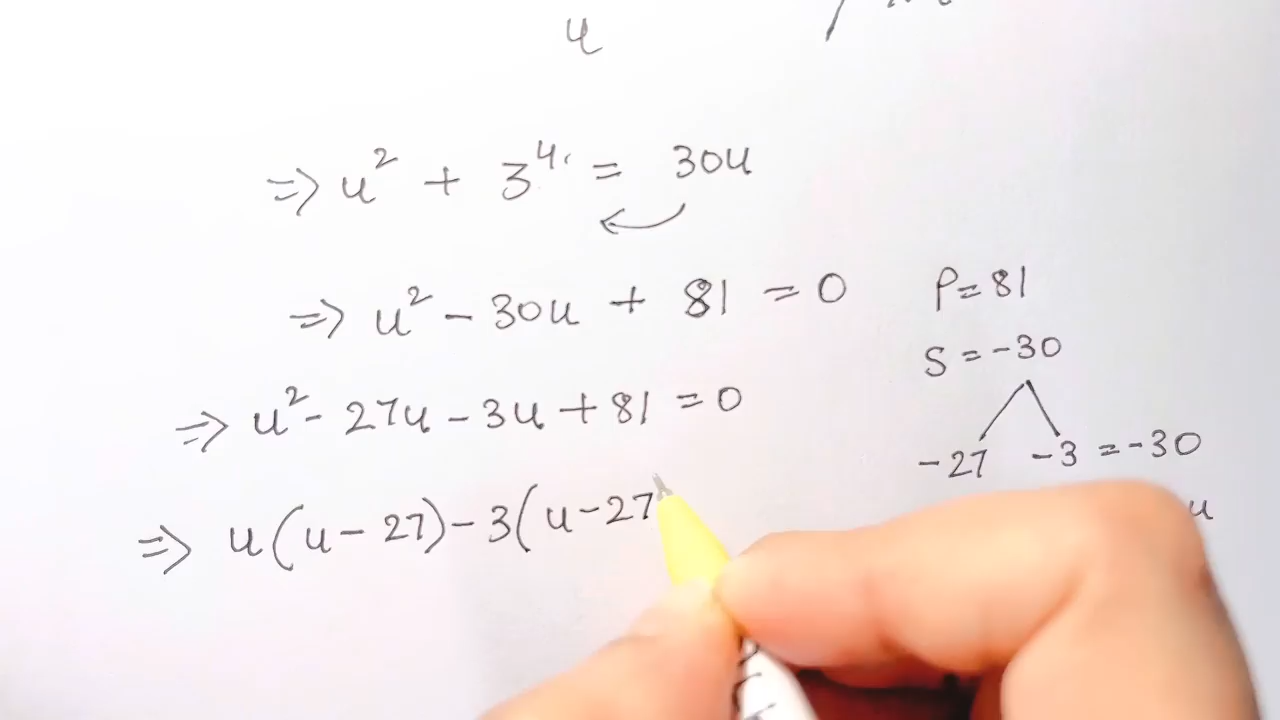 u
=> u² + 3⁴ = 30u
=> u² - 30u + 81 = 0
P = 81
S = -30
=> u² - 27u - 3u + 81 = 0
-27 -3 = -30
=> u(u - 27) - 3(u - 27
u